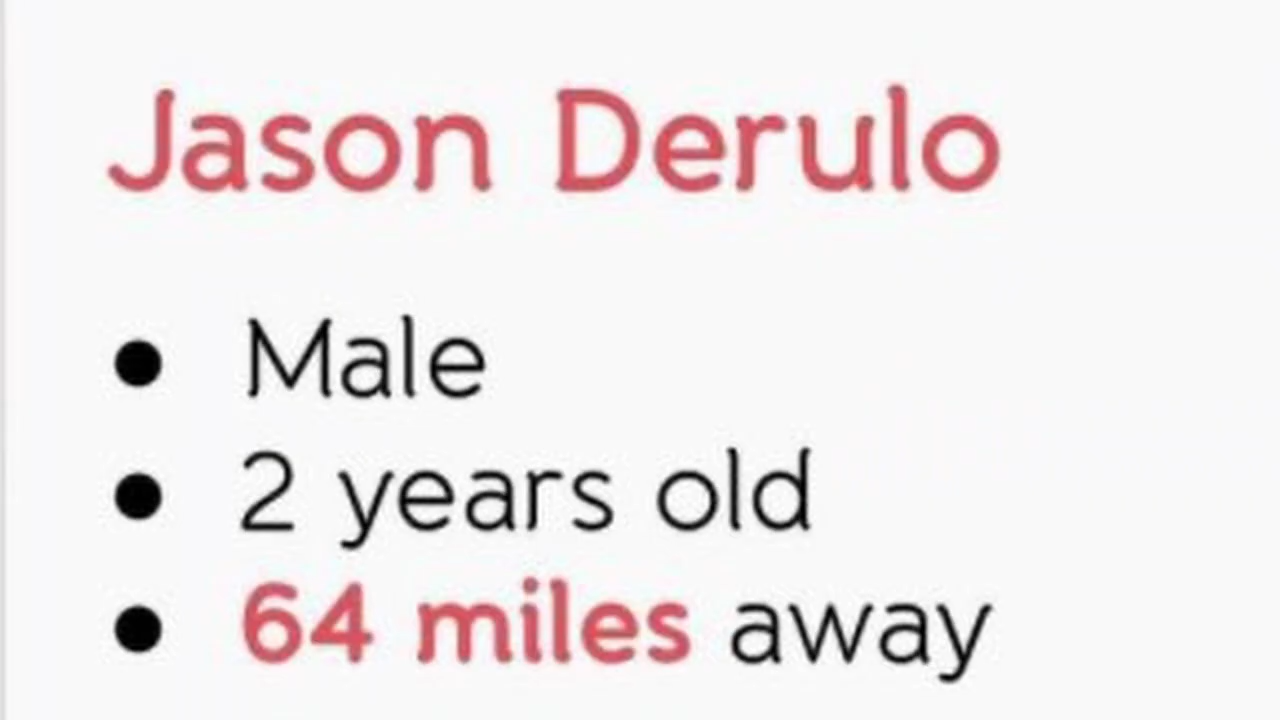 Jason Derulo
• Male
• 2 years old
• 64 miles away